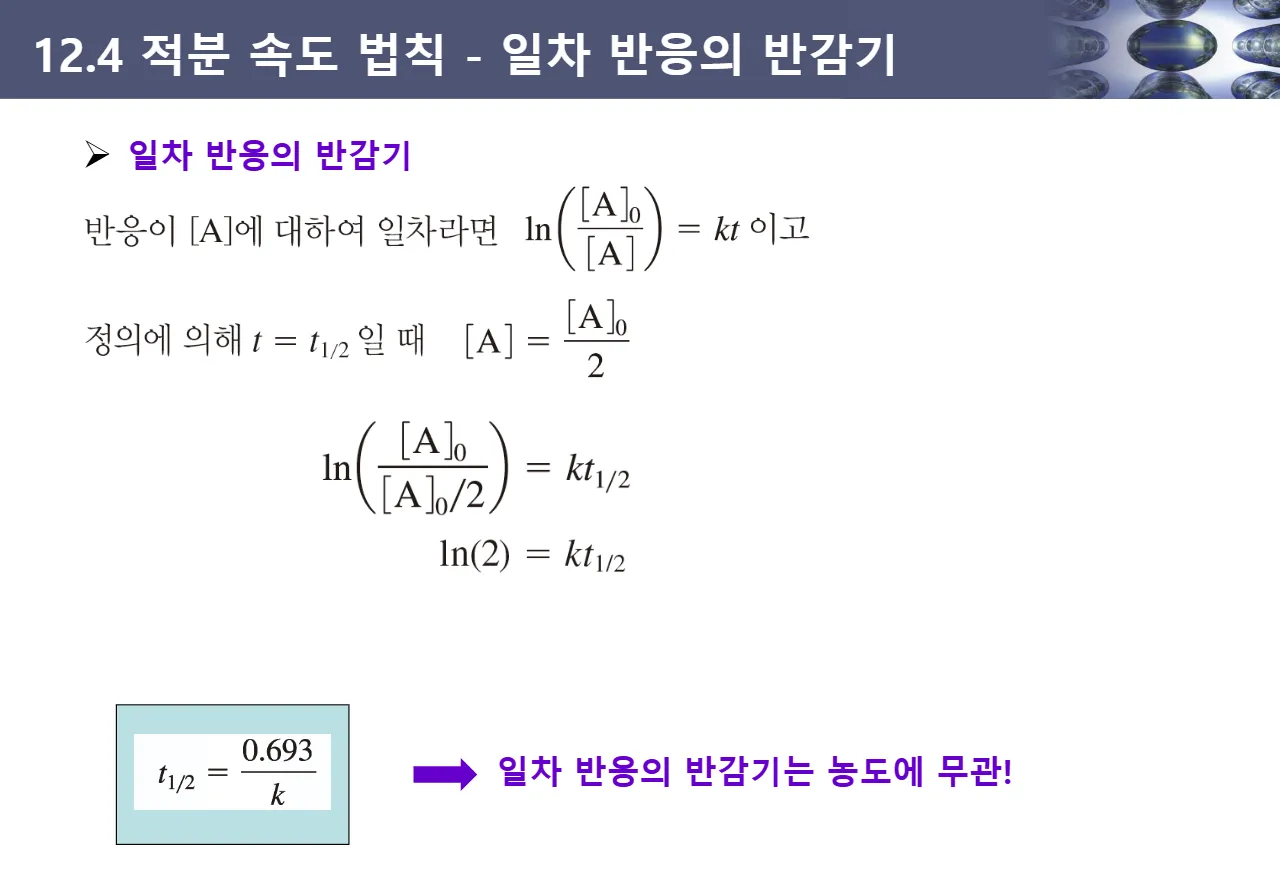 12.4 적분 속도 법칙 - 일차 반응의 반감기
➢ 일차 반응의 반감기
반응이 [A]에 대하여 일차라면 ln([A]₀/[A]) = kt 이고
정의에 의해 t = t₁/₂ 일 때 [A] = [A]₀/2
ln([A]₀/[A]₀/2) = kt₁/₂
ln(2) = kt₁/₂
t₁/₂ = 0.693/k
일차 반응의 반감기는 농도에 무관!